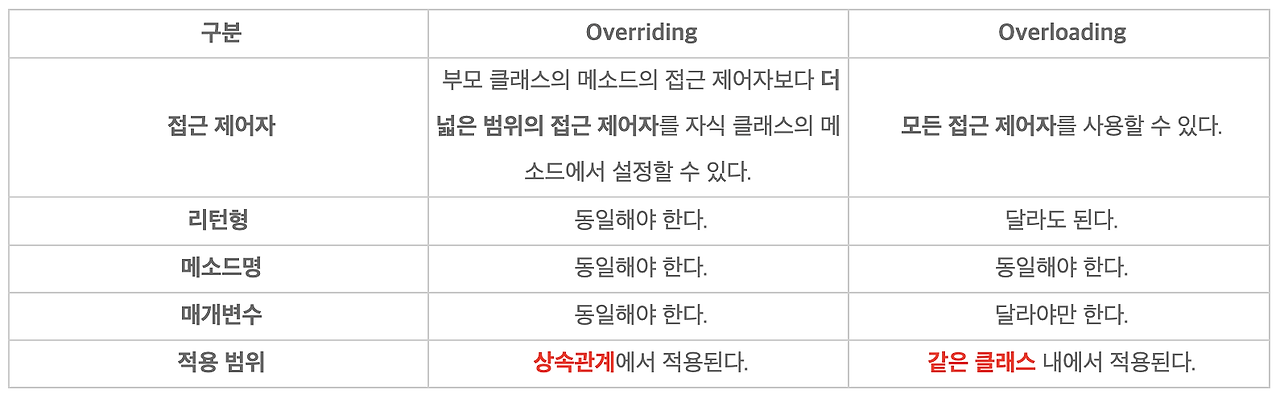 구분 Overriding Overloading
접근 제어자
부모 클래스의 메소드의 접근 제어자보다 더
넓은 범위의 접근 제어자를 자식 클래스의 메
소드에서 설정할 수 있다.
모든 접근 제어자를 사용할 수 있다.
리턴형 동일해야 한다. 달라도 된다.
메소드명 동일해야 한다. 동일해야 한다.
매개변수 동일해야 한다. 달라야만 한다.
적용 범위 상속관계에서 적용된다. 같은 클래스 내에서 적용된다.